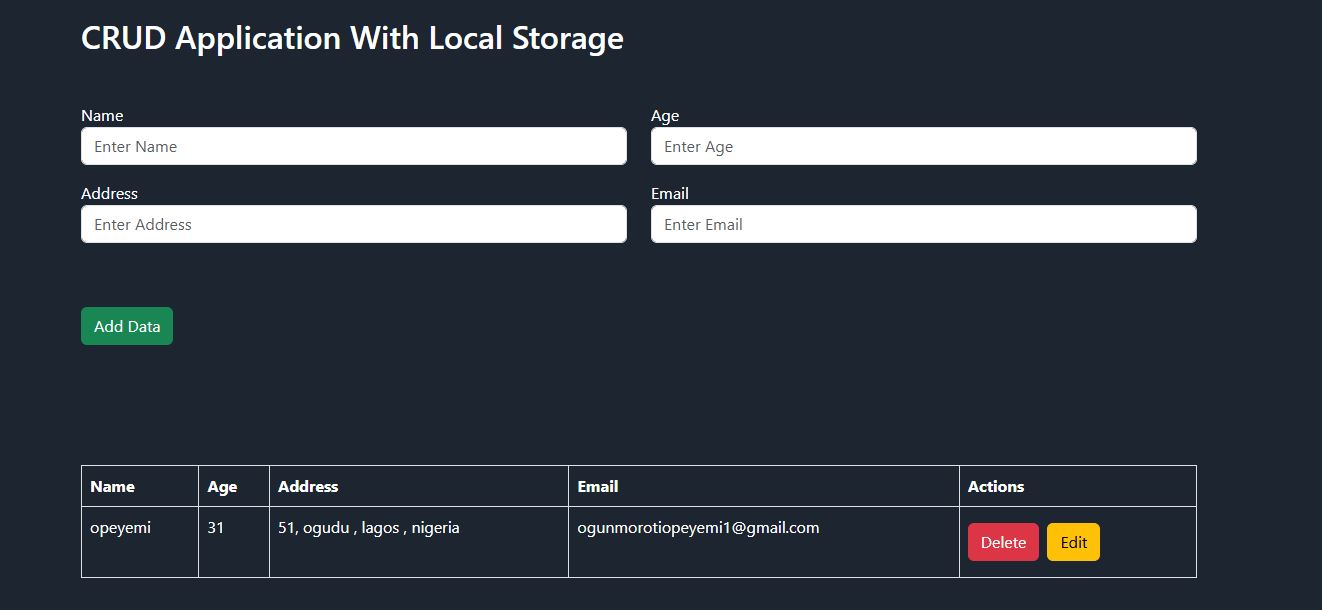 CRUD Application With Local Storage
Name Age
Enter Name Enter Age
Address Email
Enter Address Enter Email
Add Data
Name Age Address Email Actions
opeyemi 31 51, ogudu , lagos , nigeria ogunmorotiopeyemi1@gmail.com Delete Edit